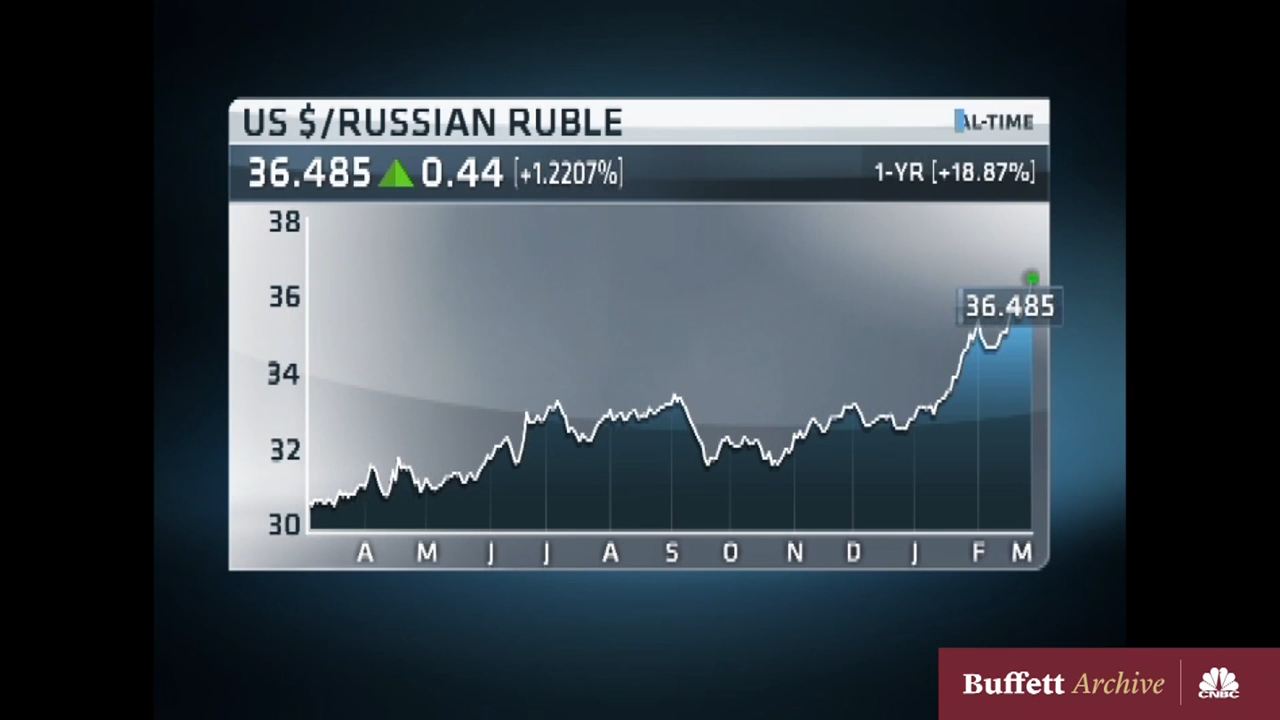 US $/RUSSIAN RUBLE
AL-TIME
36.485 ▲ 0.44 [+1.2207%]
1-YR [+18.87%]
38
36
34
32
30
36.485
A M J J A S O N D J F M
Buffett Archive
CNBC